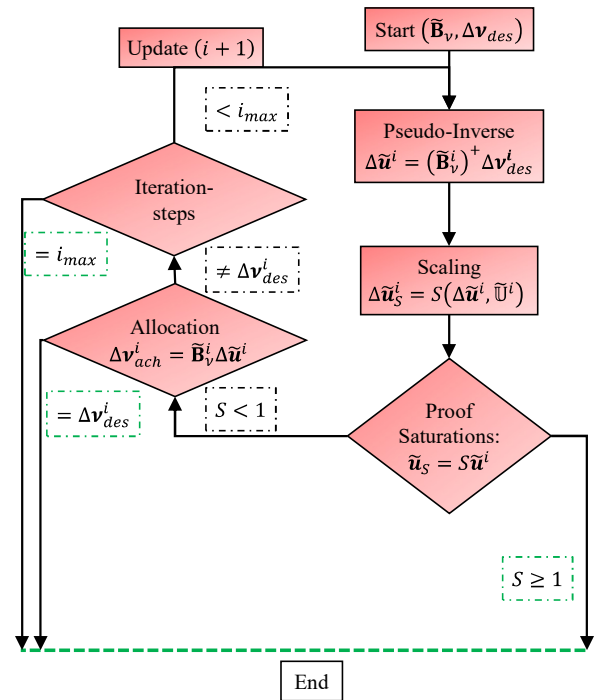 Start (B̃_ν, Δν_des)
Update (i + 1)
< i_max
Pseudo-Inverse
Δũ^i = (B̃_ν^i)^+ Δν_des^i
Iteration-
steps
= i_max
≠ Δν_des^i
Scaling
Δũ_S^i = S(Δũ^i, 𝕌̃^i)
Allocation
Δν_ach^i = B̃_ν^i Δũ^i
= Δν_des^i
S < 1
Proof
Saturations:
ũ_S = Sũ^i
S ≥ 1
End